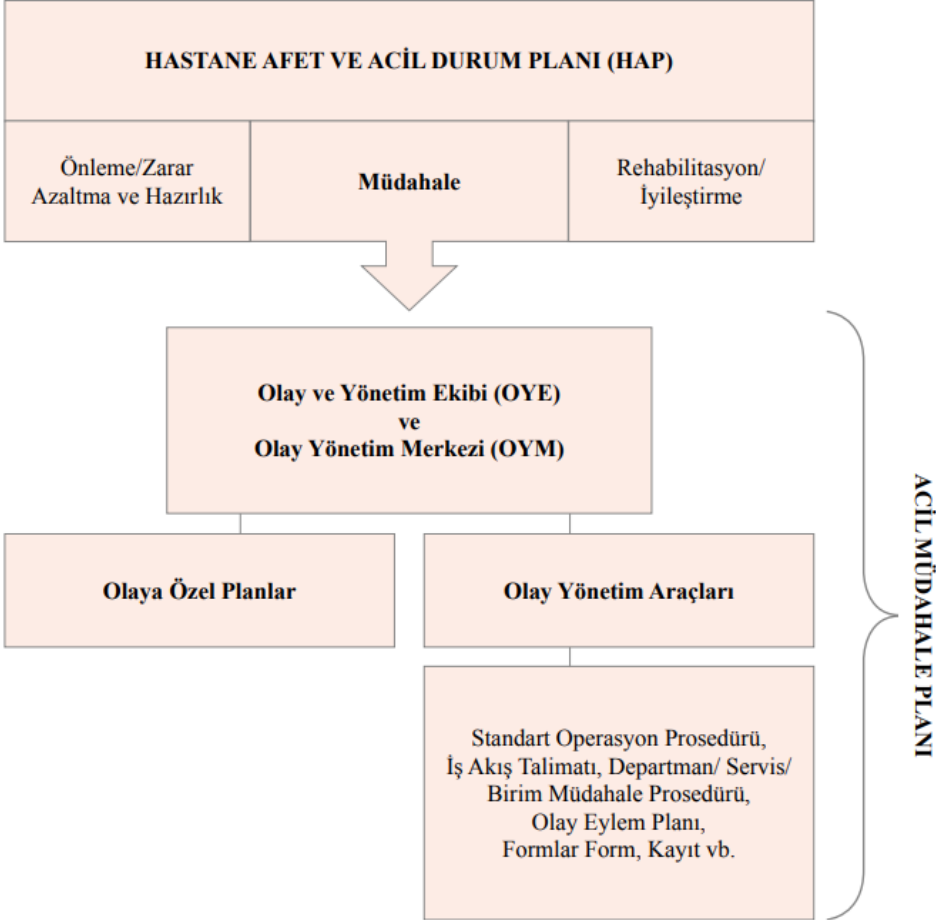 HASTANE AFET VE ACİL DURUM PLANI (HAP)
Önleme/Zarar
Azaltma ve Hazırlık
Müdahale
Rehabilitasyon/
İyileştirme
Olay ve Yönetim Ekibi (OYE)
ve
Olay Yönetim Merkezi (OYM)
Olaya Özel Planlar
Olay Yönetim Araçları
Standart Operasyon Prosedürü,
İş Akış Talimatı, Departman/ Servis/
Birim Müdahale Prosedürü,
Olay Eylem Planı,
Formlar Form, Kayıt vb.
ACİL MÜDAHALE PLANI